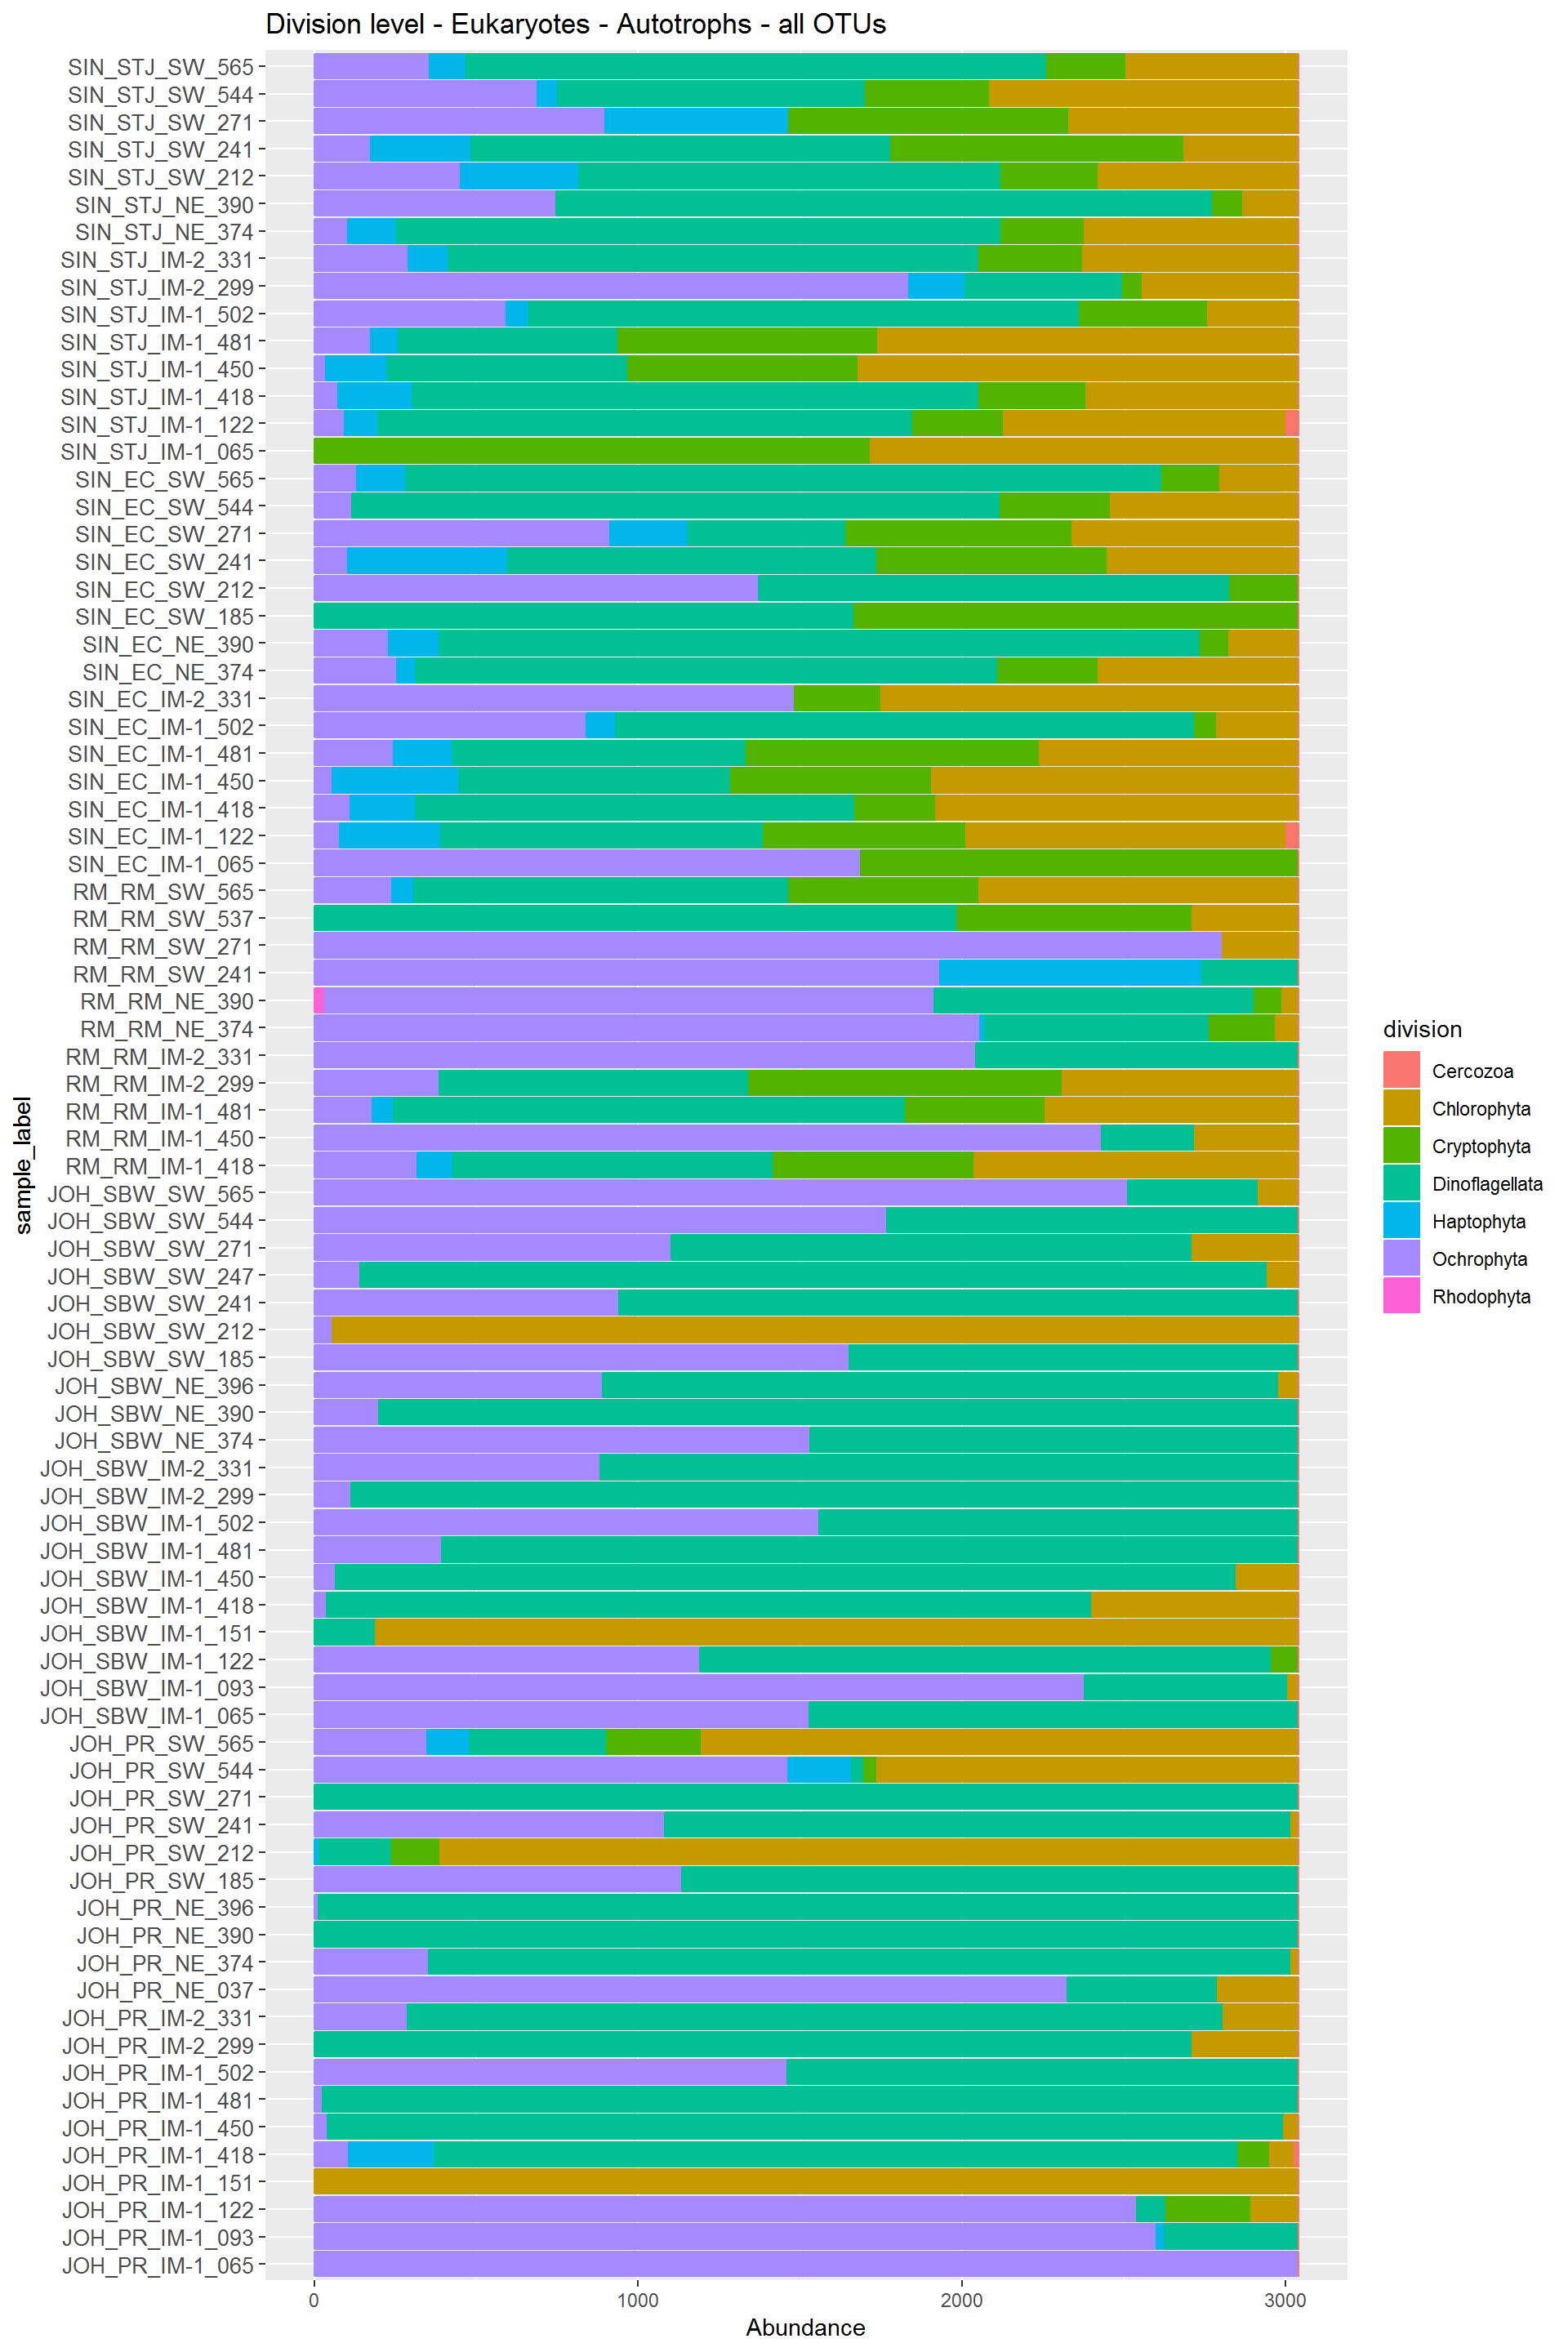 Division level - Eukaryotes - Autotrophs - all OTUs
SIN_STJ_SW_565
SIN_STJ_SW_544
SIN_STJ_SW_271
SIN_STJ_SW_241
SIN_STJ_SW_212
SIN_STJ_NE_390
SIN_STJ_NE_374
SIN_STJ_IM-2_331
SIN_STJ_IM-2_299
SIN_STJ_IM-1_502
SIN_STJ_IM-1_481
SIN_STJ_IM-1_450
SIN_STJ_IM-1_418
SIN_STJ_IM-1_122
SIN_STJ_IM-1_065
SIN_EC_SW_565
SIN_EC_SW_544
SIN_EC_SW_271
SIN_EC_SW_241
SIN_EC_SW_212
SIN_EC_SW_185
SIN_EC_NE_390
SIN_EC_NE_374
SIN_EC_IM-2_331
SIN_EC_IM-1_502
SIN_EC_IM-1_481
SIN_EC_IM-1_450
SIN_EC_IM-1_418
SIN_EC_IM-1_122
SIN_EC_IM-1_065
RM_RM_SW_565
RM_RM_SW_537
RM_RM_SW_271
RM_RM_SW_241
RM_RM_NE_390
RM_RM_NE_374
RM_RM_IM-2_331
RM_RM_IM-2_299
RM_RM_IM-1_481
RM_RM_IM-1_450
RM_RM_IM-1_418
JOH_SBW_SW_565
JOH_SBW_SW_544
JOH_SBW_SW_271
JOH_SBW_SW_247
JOH_SBW_SW_241
JOH_SBW_SW_212
JOH_SBW_SW_185
JOH_SBW_NE_396
JOH_SBW_NE_390
JOH_SBW_NE_374
JOH_SBW_IM-2_331
JOH_SBW_IM-2_299
JOH_SBW_IM-1_502
JOH_SBW_IM-1_481
JOH_SBW_IM-1_450
JOH_SBW_IM-1_418
JOH_SBW_IM-1_151
JOH_SBW_IM-1_122
JOH_SBW_IM-1_093
JOH_SBW_IM-1_065
JOH_PR_SW_565
JOH_PR_SW_544
JOH_PR_SW_271
JOH_PR_SW_241
JOH_PR_SW_212
JOH_PR_SW_185
JOH_PR_NE_396
JOH_PR_NE_390
JOH_PR_NE_374
JOH_PR_NE_037
JOH_PR_IM-2_331
JOH_PR_IM-2_299
JOH_PR_IM-1_502
JOH_PR_IM-1_481
JOH_PR_IM-1_450
JOH_PR_IM-1_418
JOH_PR_IM-1_151
JOH_PR_IM-1_122
JOH_PR_IM-1_093
JOH_PR_IM-1_065
sample_label
0 1000 2000 3000
Abundance
division
Cercozoa
Chlorophyta
Cryptophyta
Dinoflagellata
Haptophyta
Ochrophyta
Rhodophyta